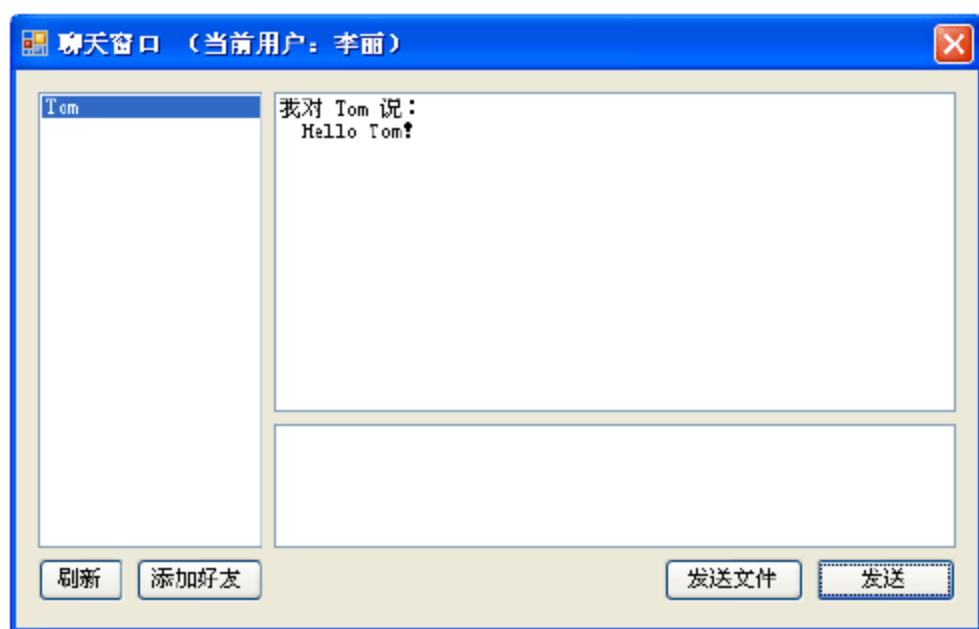 聊天窗口 （当前用户：李丽）
Tom
我对 Tom 说：
Hello Tom!
刷新
添加好友
发送文件
发送